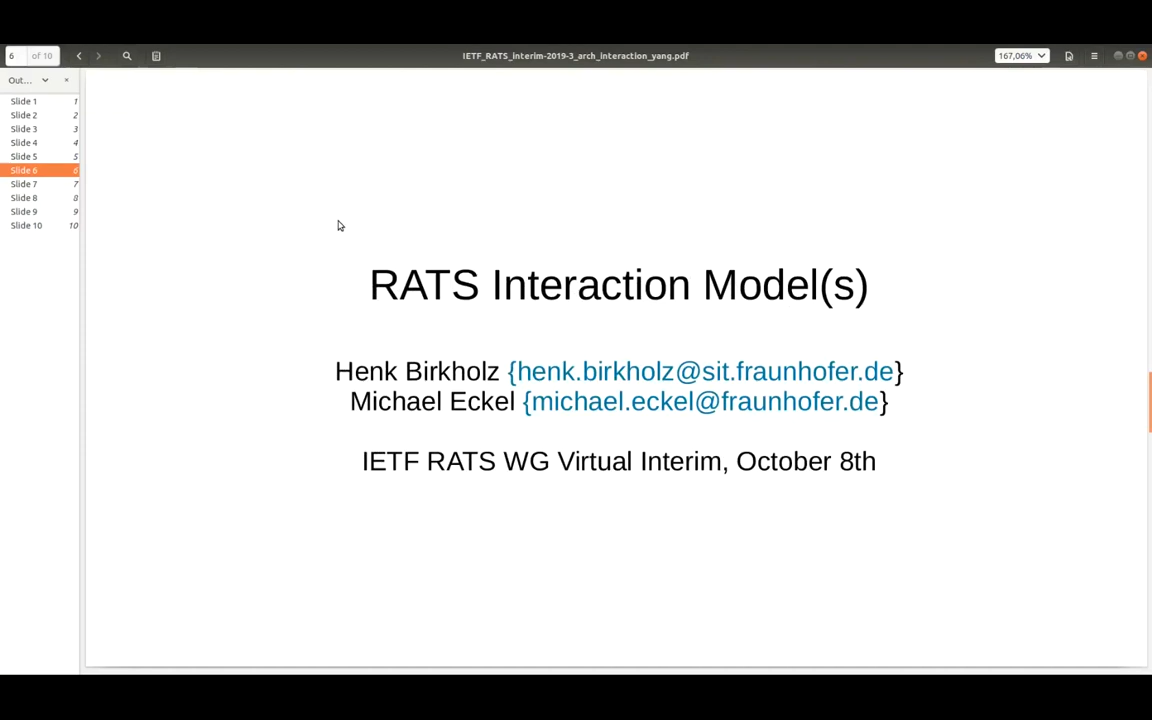 6 of 10
IETF_RATS_interim-2019-3_arch_interaction_yang.pdf
167,06%
Out...
Slide 1 1
Slide 2 2
Slide 3 3
Slide 4 4
Slide 5 5
Slide 6 6
Slide 7 7
Slide 8 8
Slide 9 9
Slide 10 10
RATS Interaction Model(s)
Henk Birkholz {henk.birkholz@sit.fraunhofer.de}
Michael Eckel {michael.eckel@fraunhofer.de}
IETF RATS WG Virtual Interim, October 8th